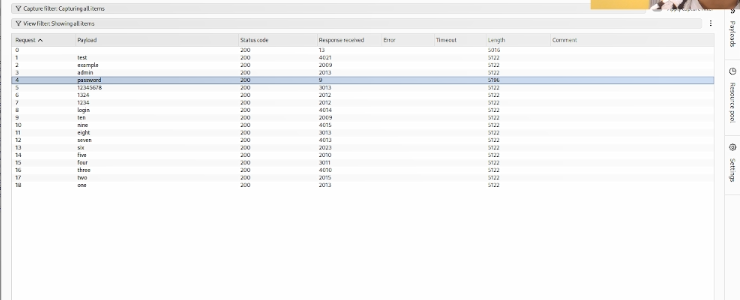 Capture filter: Capturing all items
View filter: Showing all items
Request Payload Status code Response received Error Timeout Length Comment
0 200 13 5016
1 test 200 4021 5122
2 example 200 2009 5122
3 admin 200 2013 5122
4 password 200 9 5196
5 12345678 200 3013 5122
6 1324 200 2012 5122
7 1234 200 2012 5122
8 login 200 4014 5122
9 ten 200 2009 5122
10 nine 200 4015 5122
11 eight 200 3013 5122
12 seven 200 4013 5122
13 six 200 2023 5122
14 five 200 2010 5122
15 four 200 3011 5122
16 three 200 4010 5122
17 two 200 2015 5122
18 one 200 2013 5122
Payloads
Resource pool
Settings